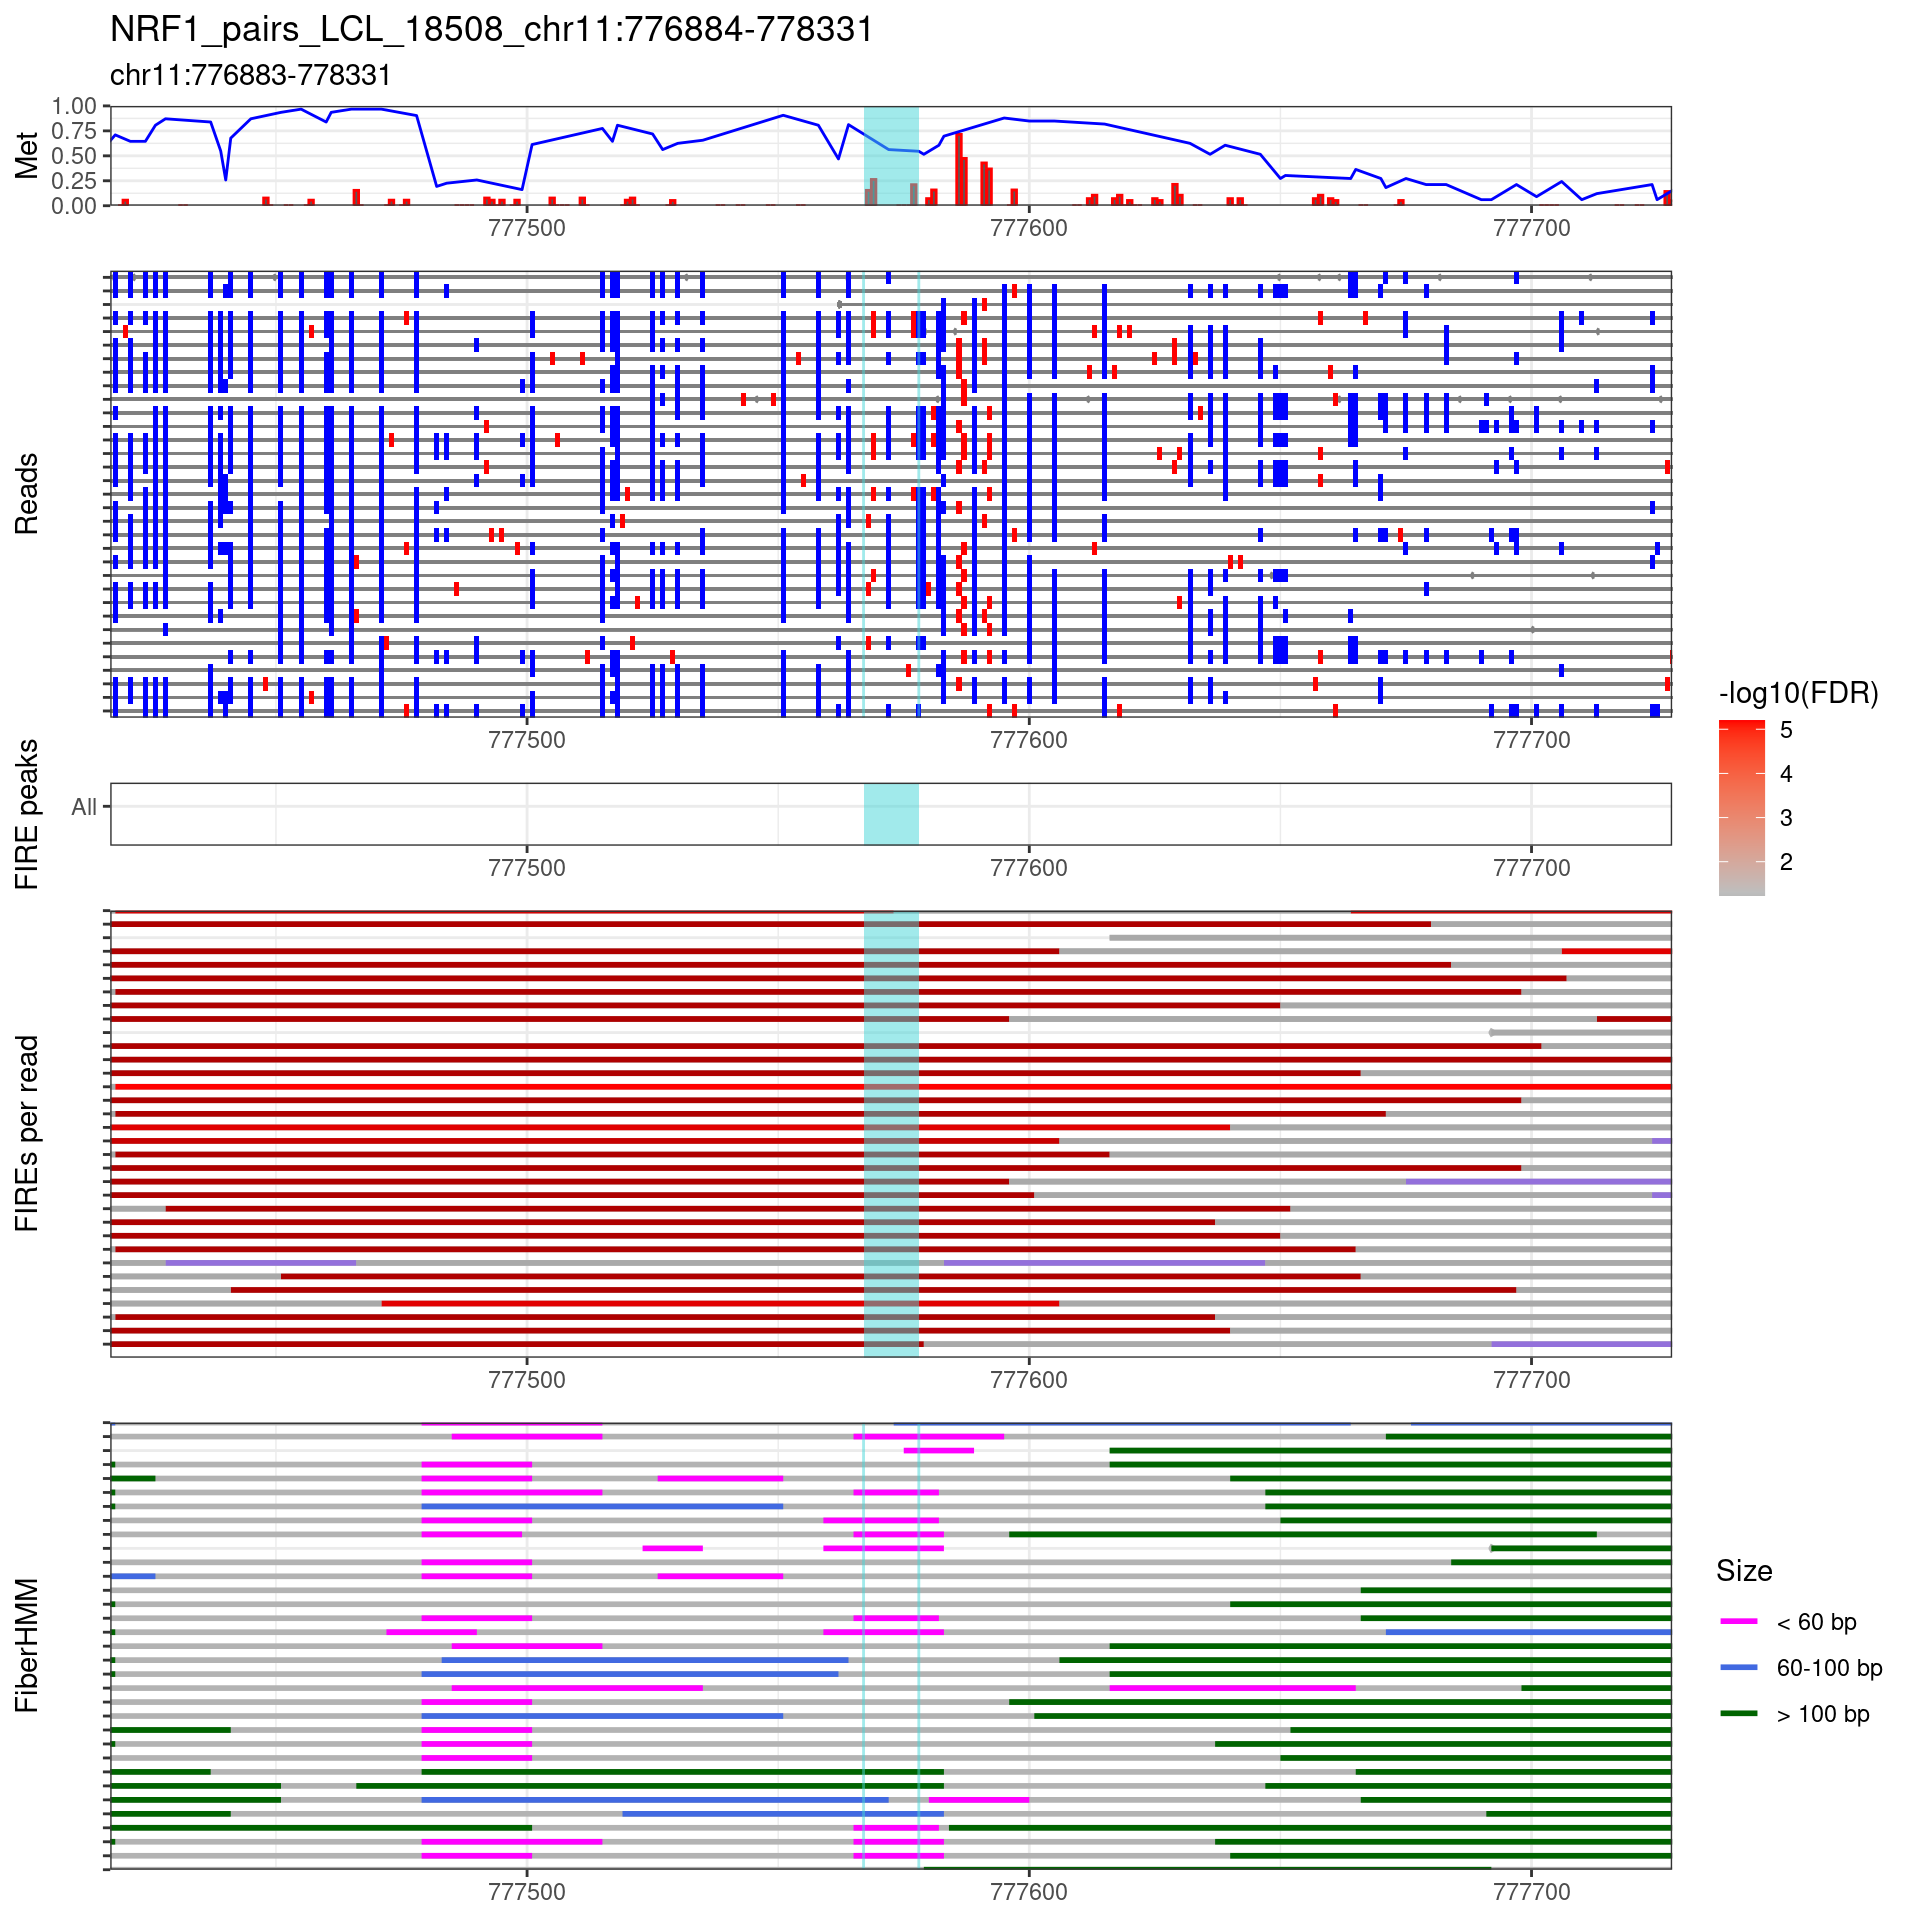 NRF1_pairs_LCL_18508_chr11:776884-778331
chr11:776883-778331
Met
1.00
0.75
0.50
0.25
0.00
777500
777600
777700
Reads
777500
777600
777700
FIRE peaks
All
777500
777600
777700
-log10(FDR)
5
4
3
2
FIREs per read
777500
777600
777700
FiberHMM
777500
777600
777700
Size
< 60 bp
60-100 bp
> 100 bp